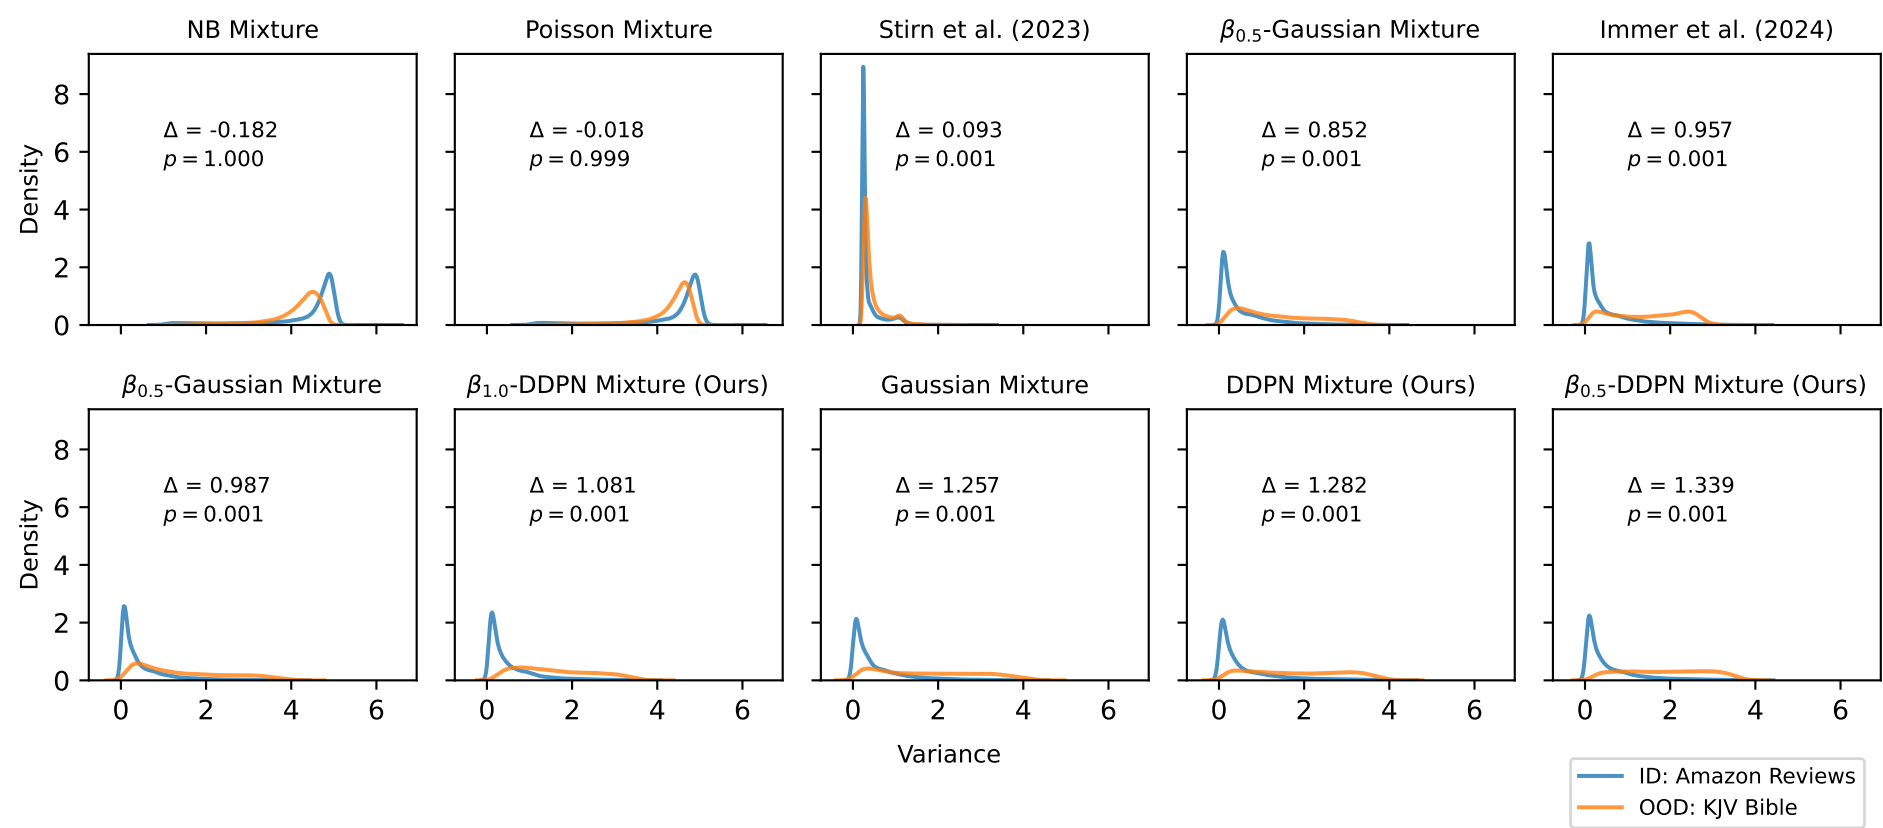 NB Mixture
Poisson Mixture
Stirn et al. (2023)
β0.5-Gaussian Mixture
Immer et al. (2024)
Density
8
6
4
2
0
Δ = -0.182
p = 1.000
Δ = -0.018
p = 0.999
Δ = 0.093
p = 0.001
Δ = 0.852
p = 0.001
Δ = 0.957
p = 0.001
β0.5-Gaussian Mixture
β1.0-DDPN Mixture (Ours)
Gaussian Mixture
DDPN Mixture (Ours)
β0.5-DDPN Mixture (Ours)
Density
8
6
4
2
0
Δ = 0.987
p = 0.001
Δ = 1.081
p = 0.001
Δ = 1.257
p = 0.001
Δ = 1.282
p = 0.001
Δ = 1.339
p = 0.001
0 2 4 6
0 2 4 6
0 2 4 6
0 2 4 6
0 2 4 6
Variance
ID: Amazon Reviews
OOD: KJV Bible